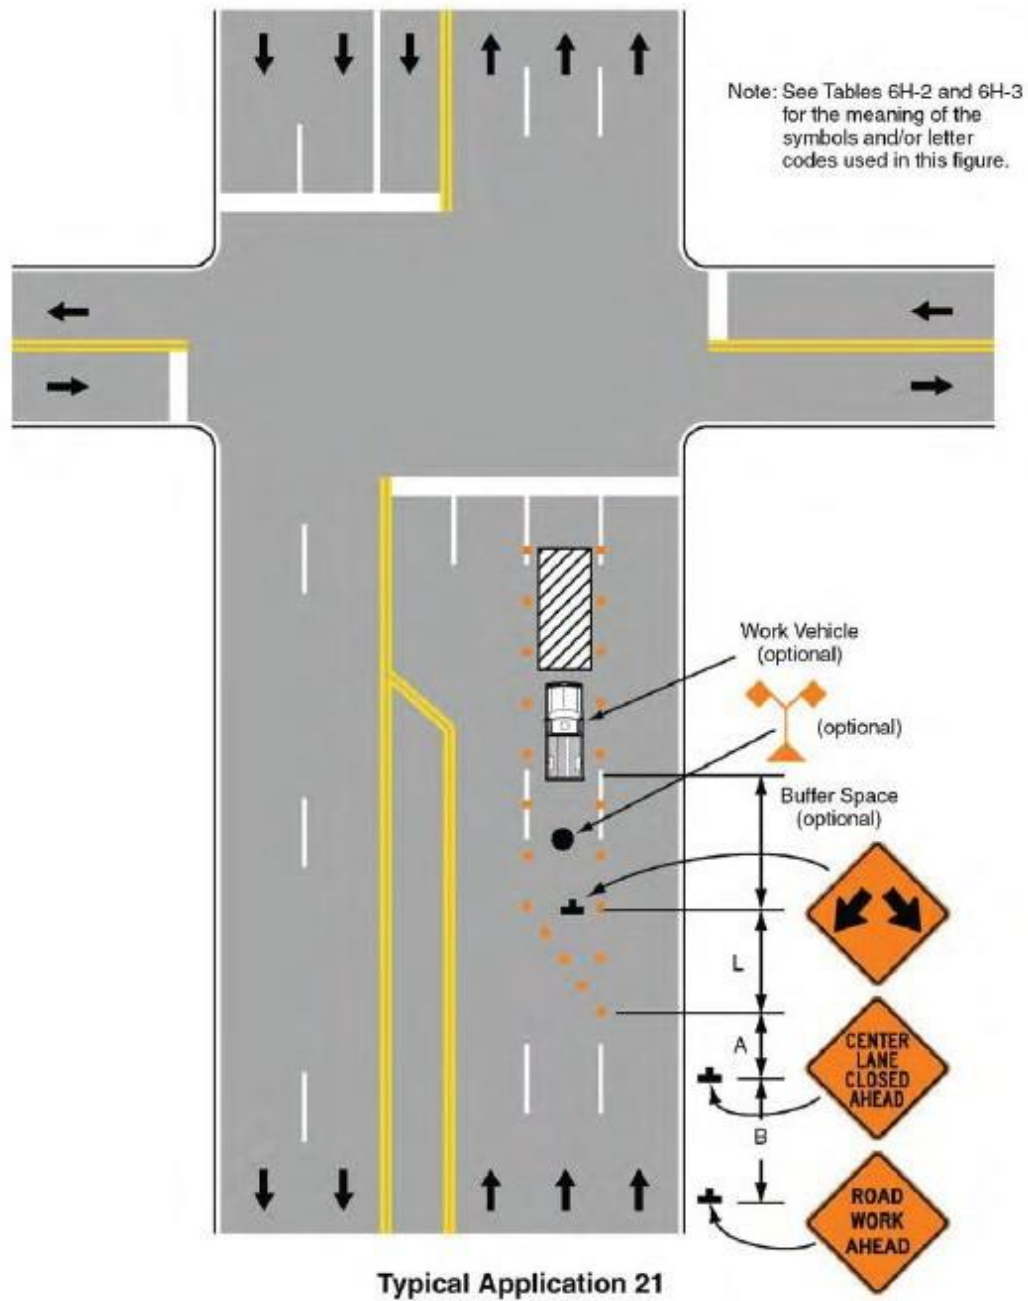 Note: See Tables 6H-2 and 6H-3
for the meaning of the
symbols and/or letter
codes used in this figure.
Work Vehicle
(optional)
(optional)
Buffer Space
(optional)
L
A
CENTER
LANE
CLOSED
AHEAD
B
ROAD
WORK
AHEAD
Typical Application 21